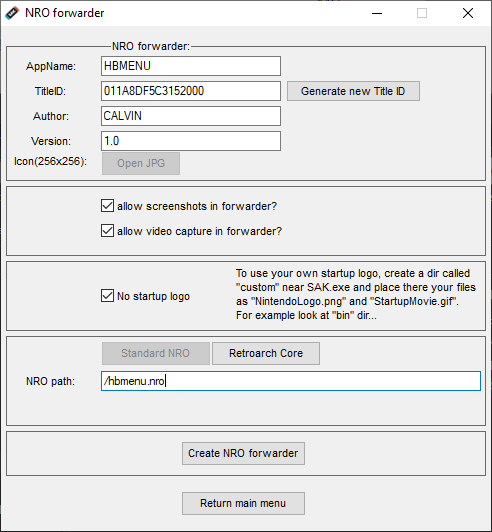 NRO forwarder
NRO forwarder:
AppName: HBMENU
TitleID: 011A8DF5C3152000 Generate new Title ID
Author: CALVIN
Version: 1.0
Icon(256x256): Open JPG
allow screenshots in forwarder?
allow video capture in forwarder?
No startup logo
To use your own startup logo, create a dir called
"custom" near SAK.exe and place there your files
as "NintendoLogo.png" and "StartupMovie.gif".
For example look at "bin" dir...
Standard NRO Retroarch Core
NRO path: /hbmenu.nro
Create NRO forwarder
Return main menu